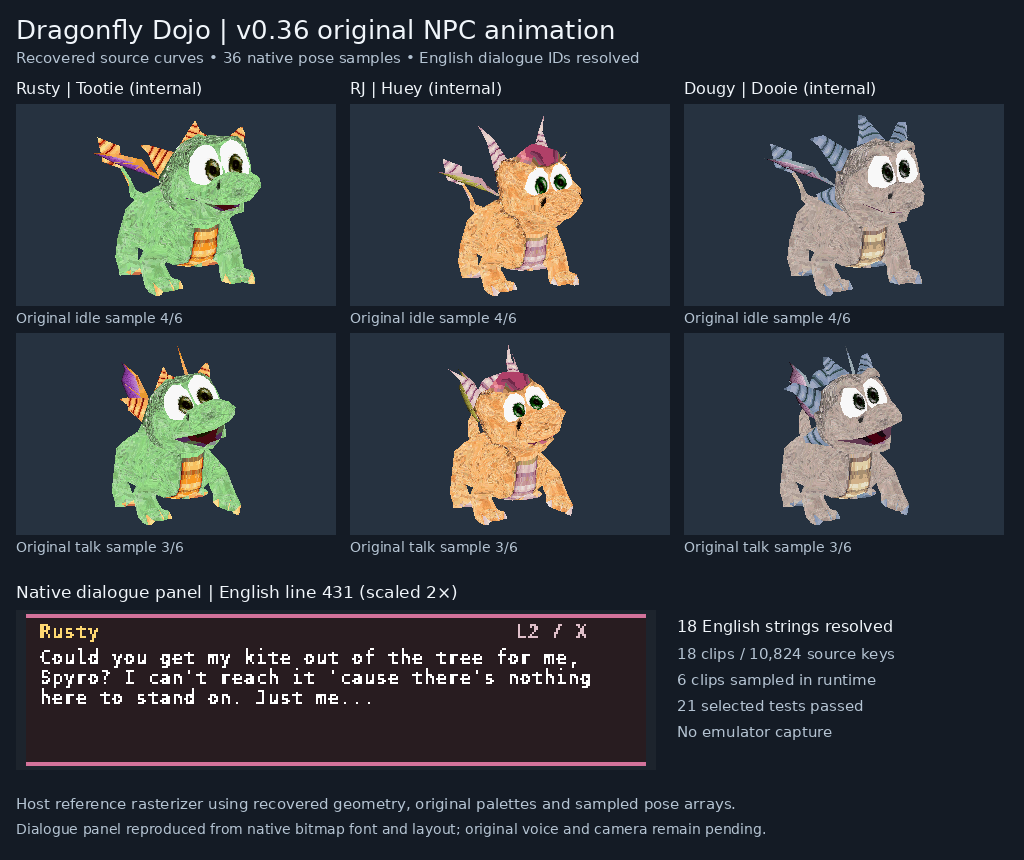 Dragonfly Dojo | v0.36 original NPC animation
Recovered source curves • 36 native pose samples • English dialogue IDs resolved
Rusty | Tootie (internal)
RJ | Huey (internal)
Dougy | Dooie (internal)
Original idle sample 4/6
Original idle sample 4/6
Original idle sample 4/6
Original talk sample 3/6
Original talk sample 3/6
Original talk sample 3/6
Native dialogue panel | English line 431 (scaled 2×)
Rusty
L2 / X
Could you get my kite out of the tree for me,
Spyro? I can't reach it 'cause there's nothing
here to stand on. Just me...
18 English strings resolved
18 clips / 10,824 source keys
6 clips sampled in runtime
21 selected tests passed
No emulator capture
Host reference rasterizer using recovered geometry, original palettes and sampled pose arrays.
Dialogue panel reproduced from native bitmap font and layout; original voice and camera remain pending.